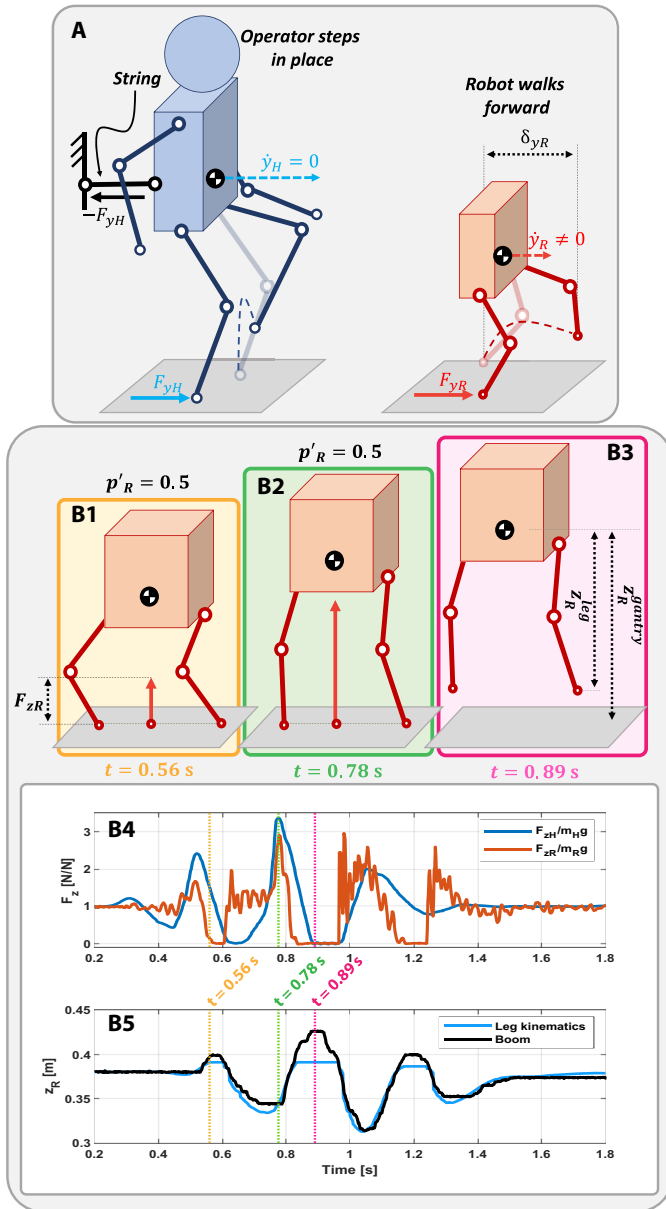 A
Operator steps
in place
String
ẏ_H = 0
−F_yH
F_yH
Robot walks
forward
δ_yR
ẏ_R ≠ 0
F_yR
p'_R = 0.5
p'_R = 0.5
B1
B2
B3
F_zR
z_R^leg
z_R^gantry
t = 0.56 s
t = 0.78 s
t = 0.89 s
B4
F_zH/m_Hg
F_zR/m_Rg
F_z [N/N]
3
2
1
0
0.2 0.4 0.6 0.8 1 1.2 1.4 1.6 1.8
t = 0.56 s
t = 0.78 s
t = 0.89 s
B5
Leg kinematics
Boom
z_R [m]
0.45
0.40
0.35
0.3
0.2 0.4 0.6 0.8 1 1.2 1.4 1.6 1.8
Time [s]